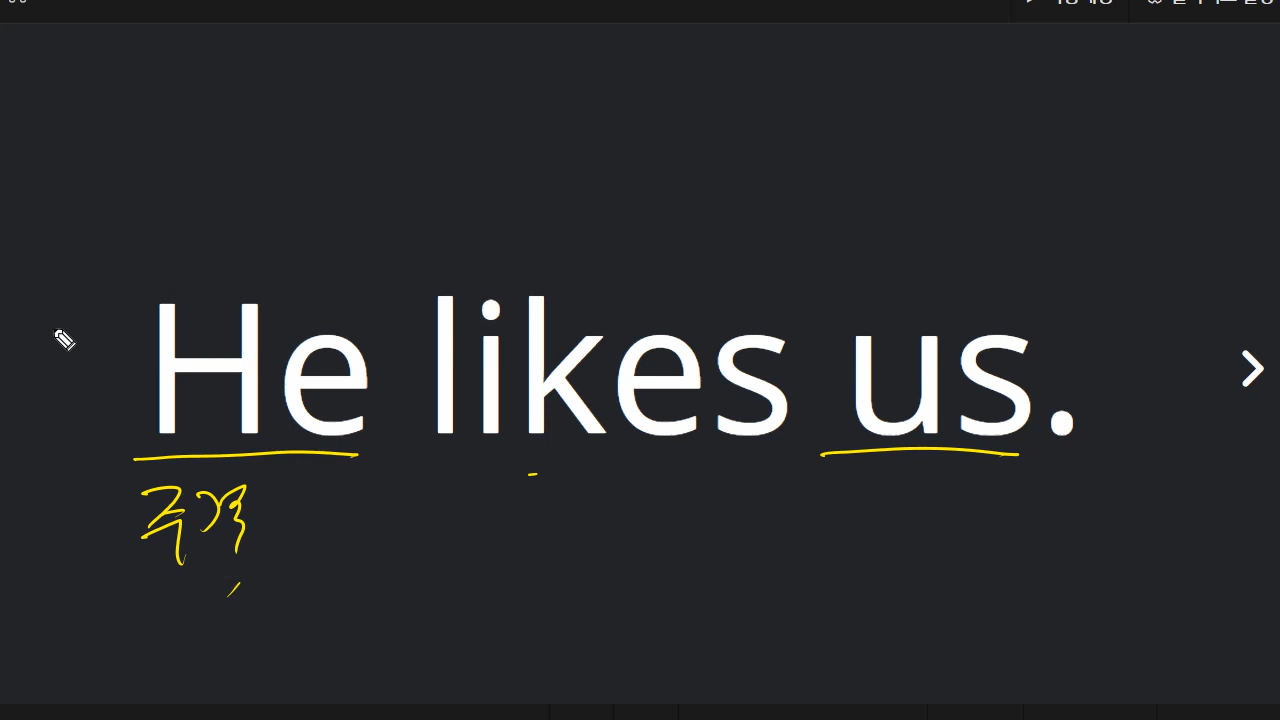 He likes us.
주격